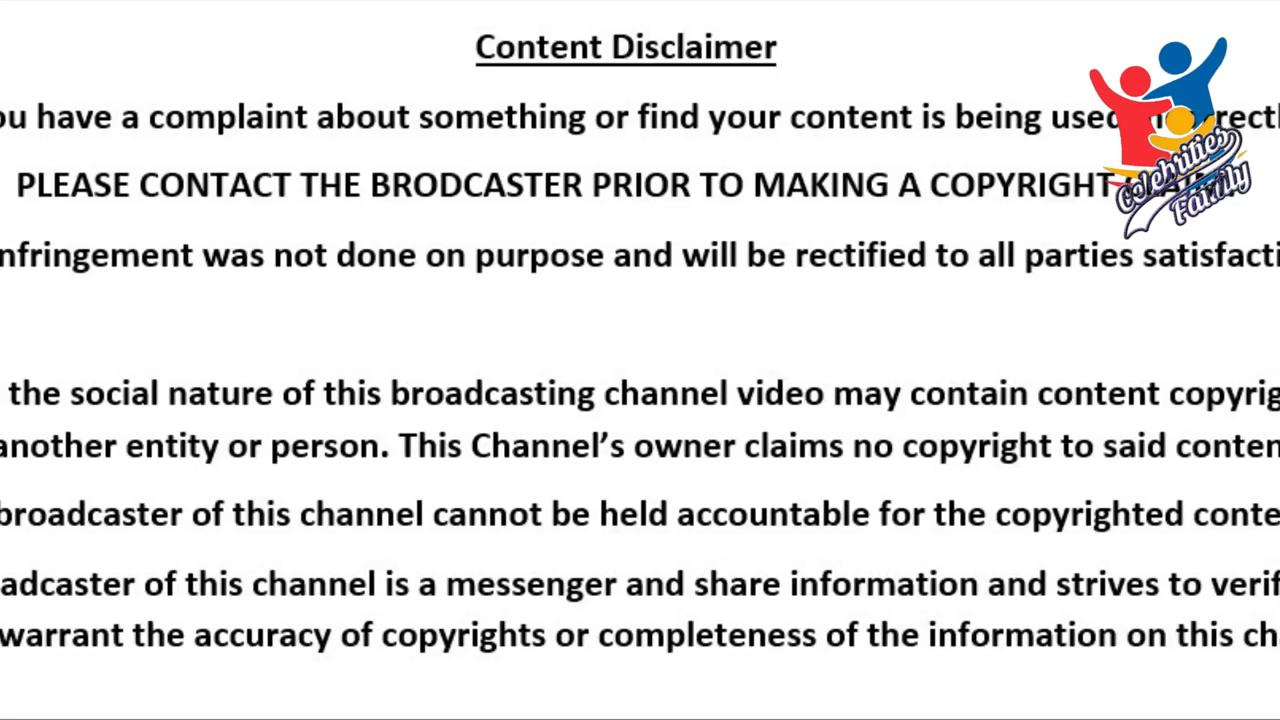 Content Disclaimer
ou have a complaint about something or find your content is being used
PLEASE CONTACT THE BRODCASTER PRIOR TO MAKING A COPYRIGHT
nfringement was not done on purpose and will be rectified to all parties satisfacti
the social nature of this broadcasting channel video may contain content copyrig
another entity or person. This Channel’s owner claims no copyright to said conten
broadcaster of this channel cannot be held accountable for the copyrighted conte
adcaster of this channel is a messenger and share information and strives to verif
warrant the accuracy of copyrights or completeness of the information on this ch
Celebrities
Family